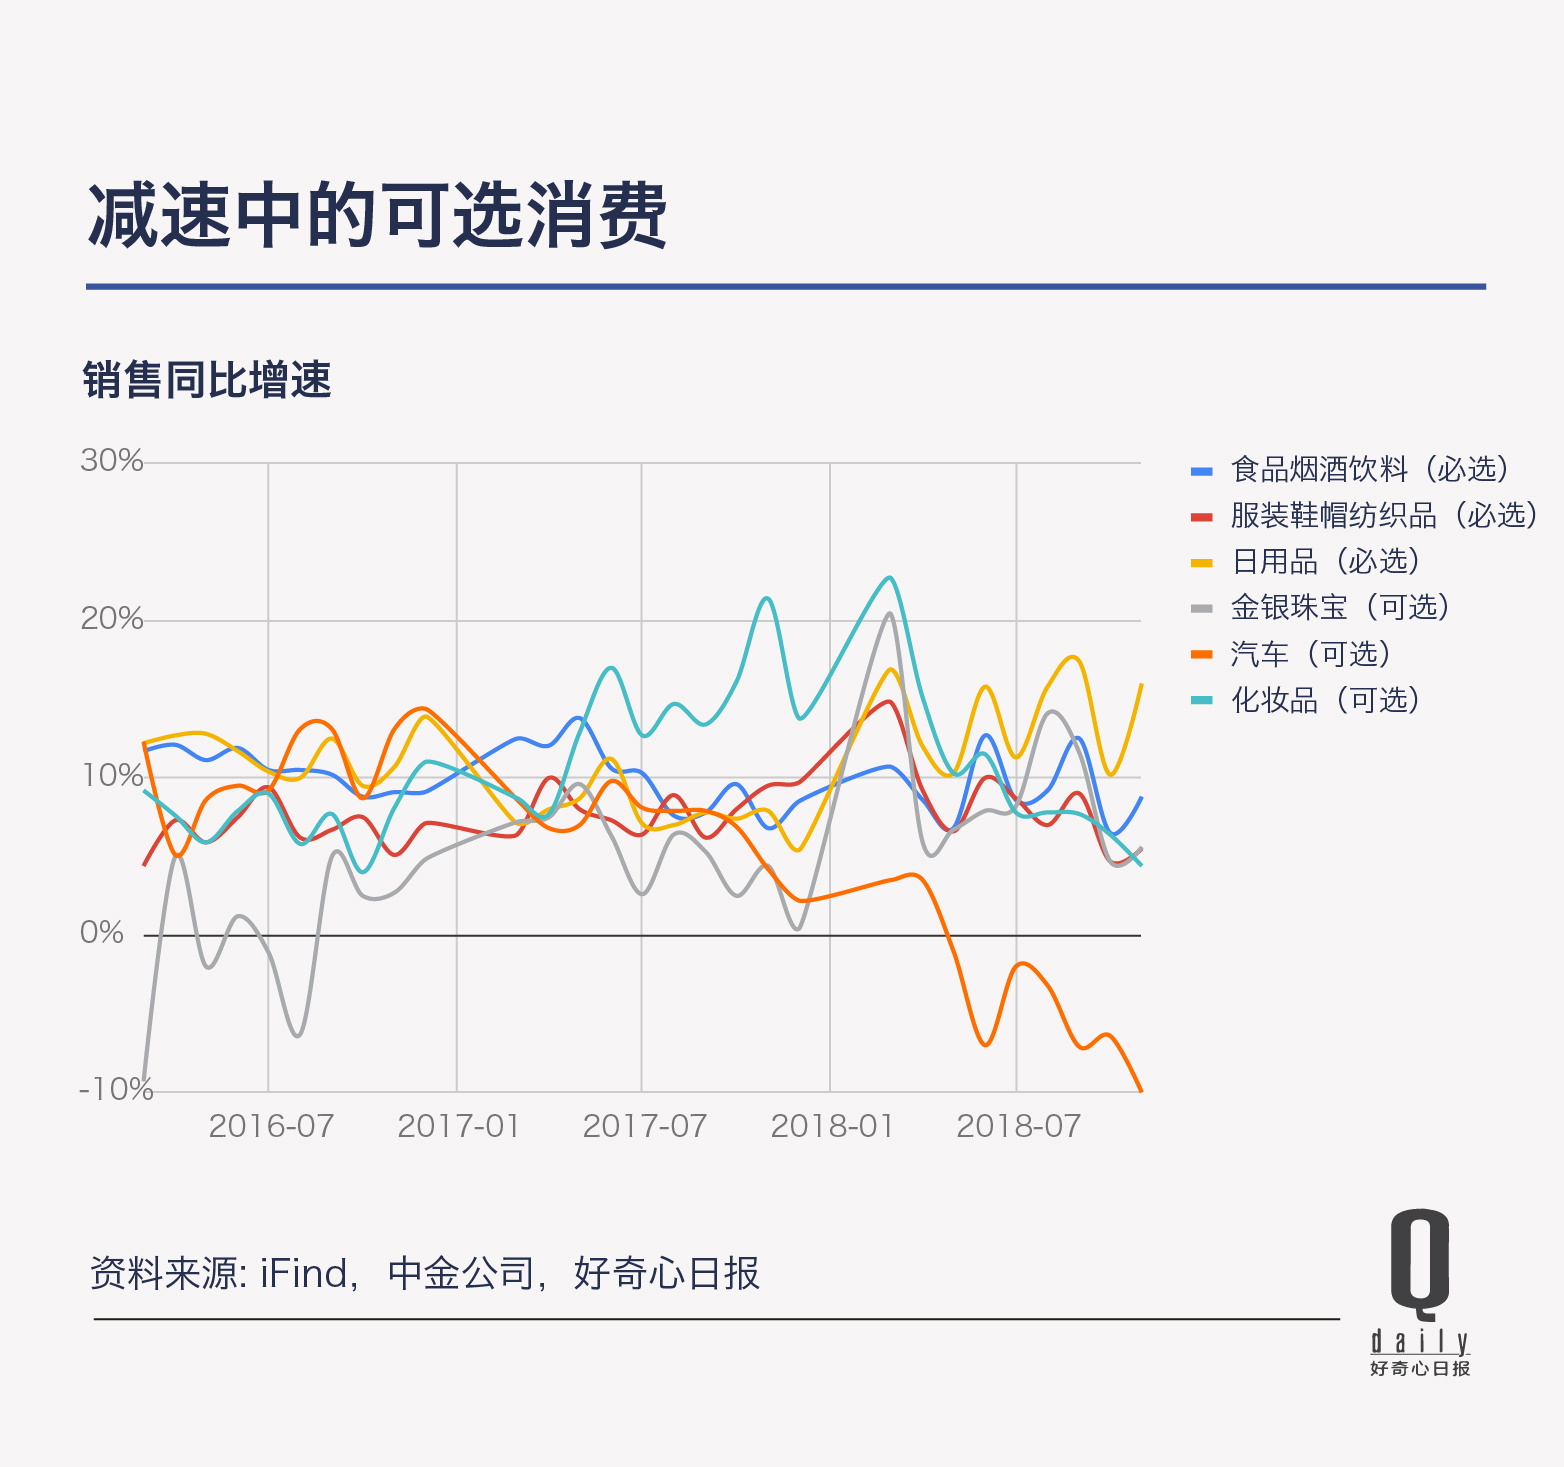 减速中的可选消费
销售同比增速
30%
20%
10%
0%
-10%
2016-07
2017-01
2017-07
2018-01
2018-07
食品烟酒饮料（必选）
服装鞋帽纺织品（必选）
日用品（必选）
金银珠宝（可选）
汽车（可选）
化妆品（可选）
资料来源: iFind，中金公司，好奇心日报
Q
daily
好奇心日报